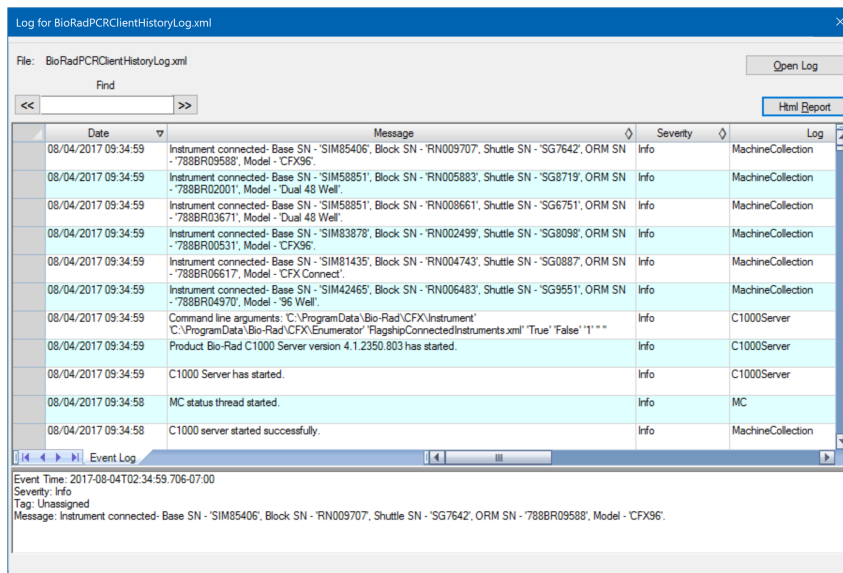 Log for BioRadPCRClientHistoryLog.xml
File: BioRadPCRClientHistoryLog.xml
Open Log
Find
<< >>
Html Report
Date Message Severity Log
08/04/2017 09:34:59 Instrument connected- Base SN - 'SIM85406', Block SN - 'RN009707', Shuttle SN - 'SG7642', ORM SN Info MachineCollection
- '788BR09588', Model - 'CFX96'.
08/04/2017 09:34:59 Instrument connected- Base SN - 'SIM58851', Block SN - 'RN005883', Shuttle SN - 'SG8719', ORM SN Info MachineCollection
- '788BR02001', Model - 'Dual 48 Well'.
08/04/2017 09:34:59 Instrument connected- Base SN - 'SIM58851', Block SN - 'RN008661', Shuttle SN - 'SG6751', ORM SN Info MachineCollection
- '788BR03671', Model - 'Dual 48 Well'.
08/04/2017 09:34:59 Instrument connected- Base SN - 'SIM83878', Block SN - 'RN002499', Shuttle SN - 'SG8098', ORM SN Info MachineCollection
- '788BR00531', Model - 'CFX96'.
08/04/2017 09:34:59 Instrument connected- Base SN - 'SIM81435', Block SN - 'RN004743', Shuttle SN - 'SG0887', ORM SN Info MachineCollection
- '788BR06617', Model - 'CFX Connect'.
08/04/2017 09:34:59 Instrument connected- Base SN - 'SIM42465', Block SN - 'RN006483', Shuttle SN - 'SG9551', ORM SN Info MachineCollection
- '788BR04970', Model - '96 Well'.
08/04/2017 09:34:59 Command line arguments: 'C:\ProgramData\Bio-Rad\CFX\Instrument' Info C1000Server
'C:\ProgramData\Bio-Rad\CFX\Enumerator' 'FlagshipConnectedInstruments.xml' 'True' 'False' '1' '' ''
08/04/2017 09:34:59 Product Bio-Rad C1000 Server version 4.1.2350.803 has started. Info C1000Server
08/04/2017 09:34:59 C1000 Server has started. Info C1000Server
08/04/2017 09:34:58 MC status thread started. Info MC
08/04/2017 09:34:58 C1000 server started successfully. Info MachineCollection
Event Log
Event Time: 2017-08-04T02:34:59.706-07:00
Severity: Info
Tag: Unassigned
Message: Instrument connected- Base SN - 'SIM85406', Block SN - 'RN009707', Shuttle SN - 'SG7642', ORM SN - '788BR09588', Model - 'CFX96'.